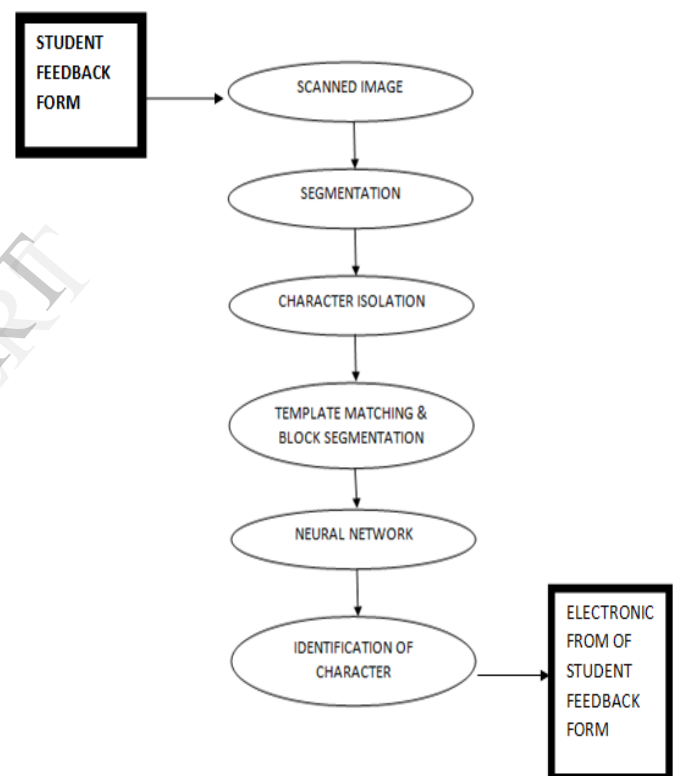 STUDENT
FEEDBACK
FORM
SCANNED IMAGE
SEGMENTATION
CHARACTER ISOLATION
TEMPLATE MATCHING &
BLOCK SEGMENTATION
NEURAL NETWORK
IDENTIFICATION OF
CHARACTER
ELECTRONIC
FROM OF
STUDENT
FEEDBACK
FORM